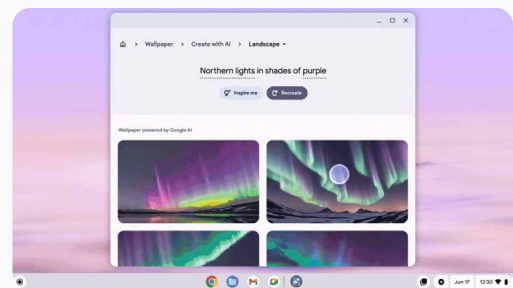 Wallpaper > Create with AI > Landscape
Northern lights in shades of purple
Inspire me
Recreate
Wallpaper powered by Google AI
Jun 17 12:30